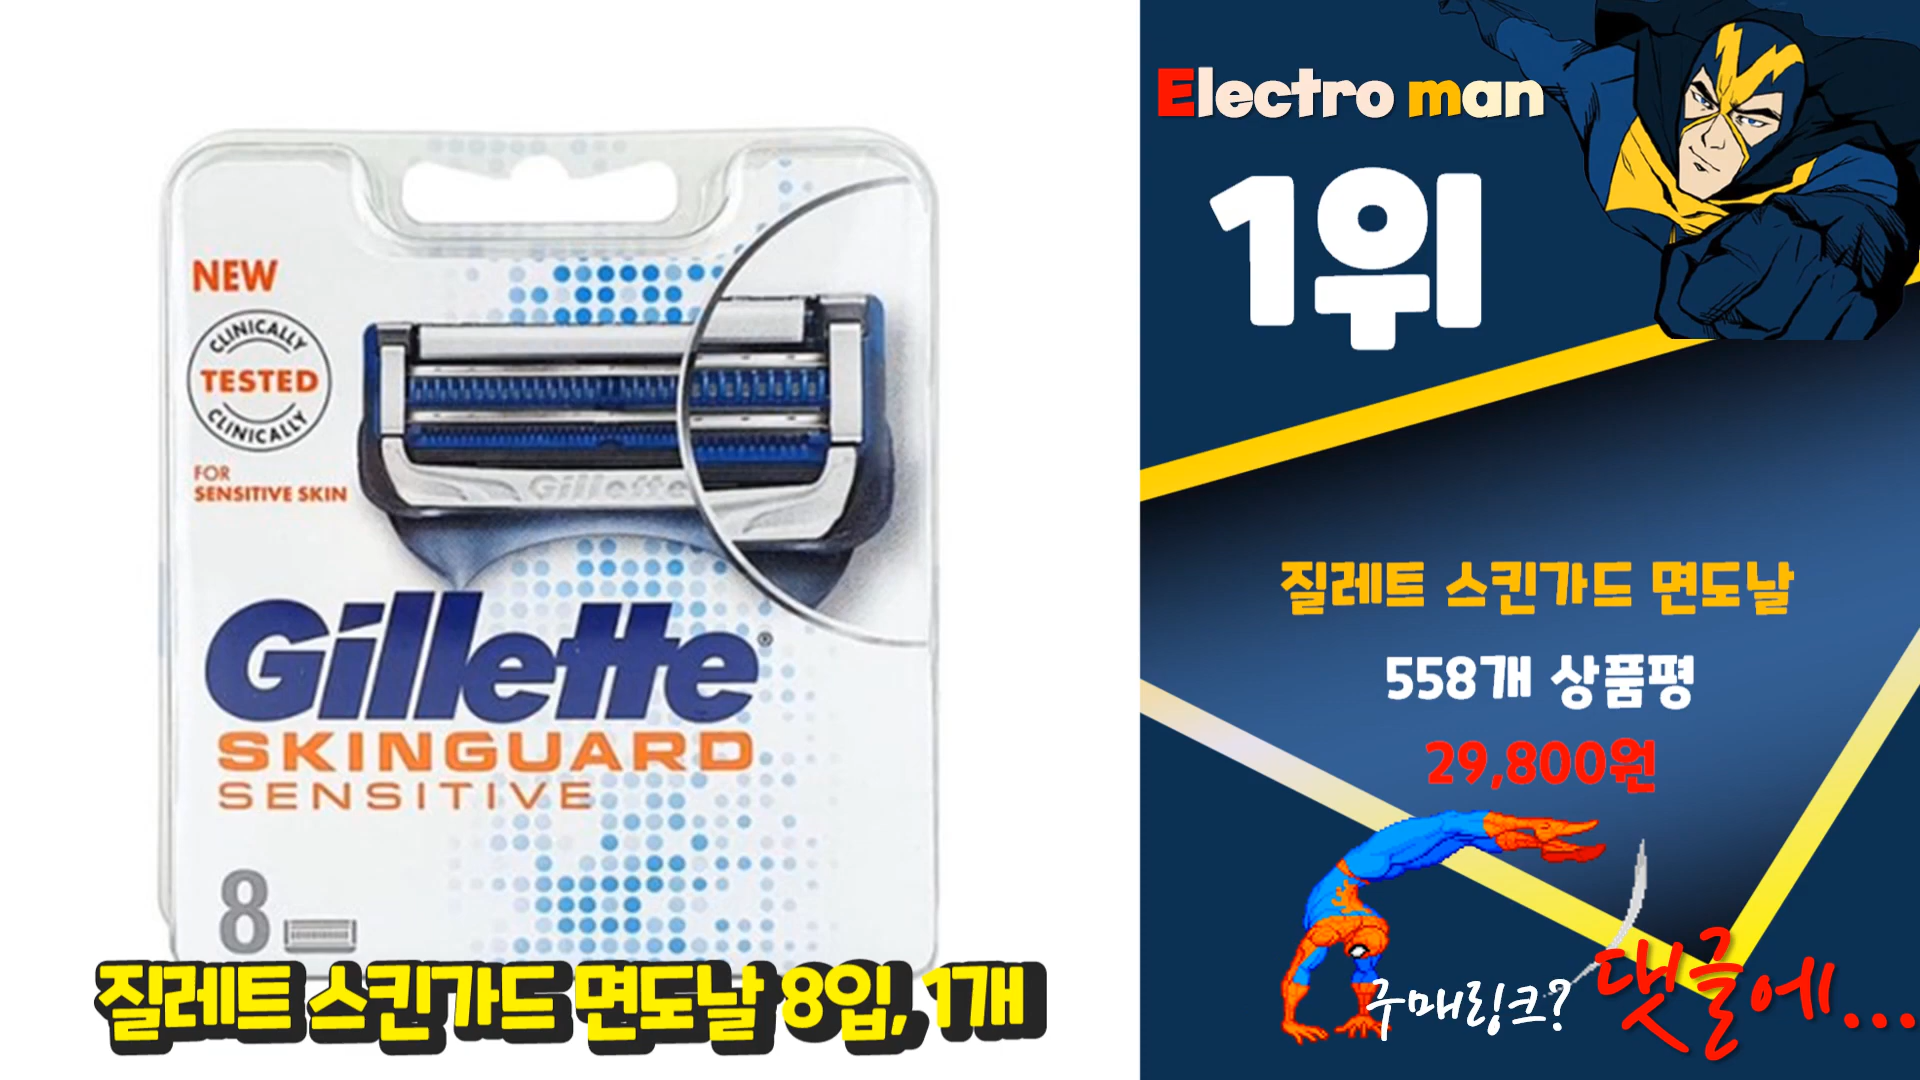 NEW
CLINICALLY
TESTED
CLINICALLY
FOR
SENSITIVE SKIN
Gillette
Gillette®
SKINGUARD
SENSITIVE
8
질레트 스킨가드 면도날 8입, 1개
Electro man
1위
질레트 스킨가드 면도날
558개 상품평
29,800원
구매링크? 댓글에...